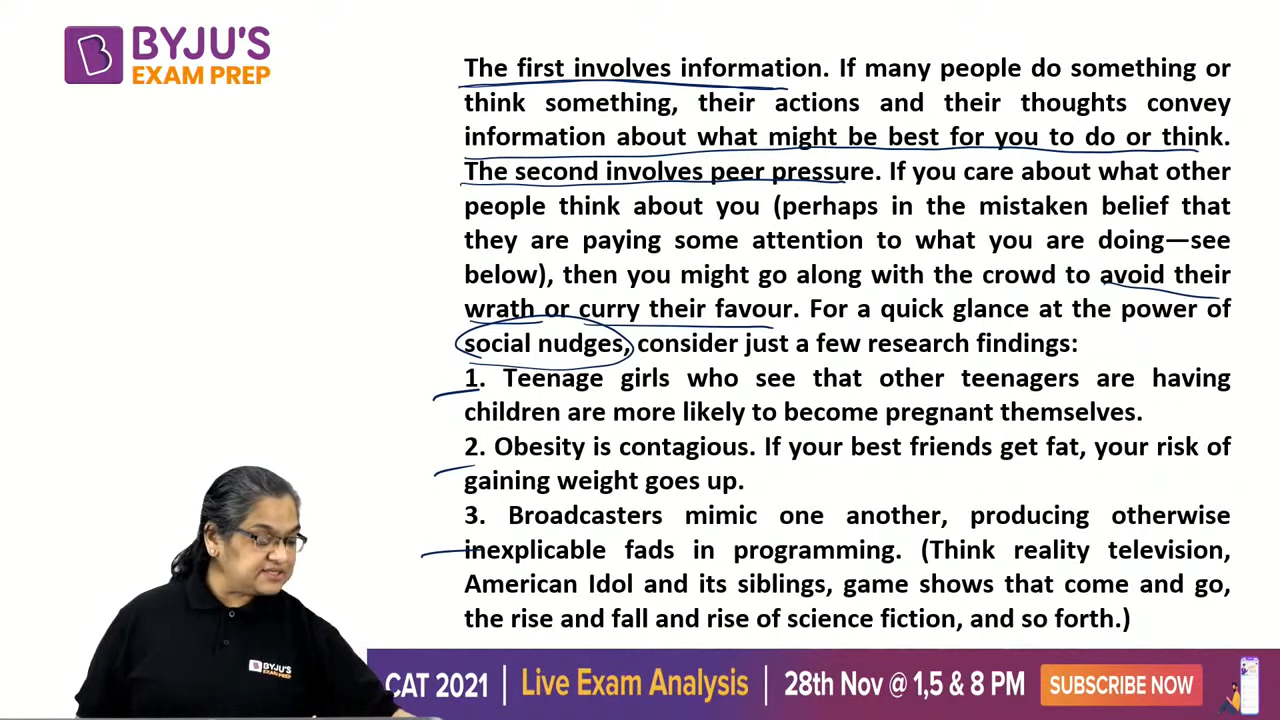 BYJU'S
EXAM PREP
The first involves information. If many people do something or
think something, their actions and their thoughts convey
information about what might be best for you to do or think.
The second involves peer pressure. If you care about what other
people think about you (perhaps in the mistaken belief that
they are paying some attention to what you are doing—see
below), then you might go along with the crowd to avoid their
wrath or curry their favour. For a quick glance at the power of
social nudges, consider just a few research findings:
1. Teenage girls who see that other teenagers are having
children are more likely to become pregnant themselves.
2. Obesity is contagious. If your best friends get fat, your risk of
gaining weight goes up.
3. Broadcasters mimic one another, producing otherwise
inexplicable fads in programming. (Think reality television,
American Idol and its siblings, game shows that come and go,
the rise and fall and rise of science fiction, and so forth.)
BYJU'S
EXAM PREP
CAT 2021
Live Exam Analysis
28th Nov @ 1,5 & 8 PM
SUBSCRIBE NOW